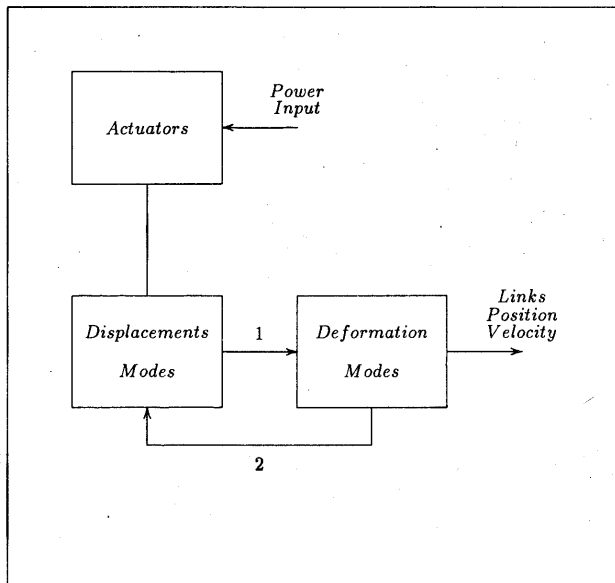 Power
Input
Actuators
Links
Position
Velocity
Displacements
Modes
1
Deformation
Modes
2